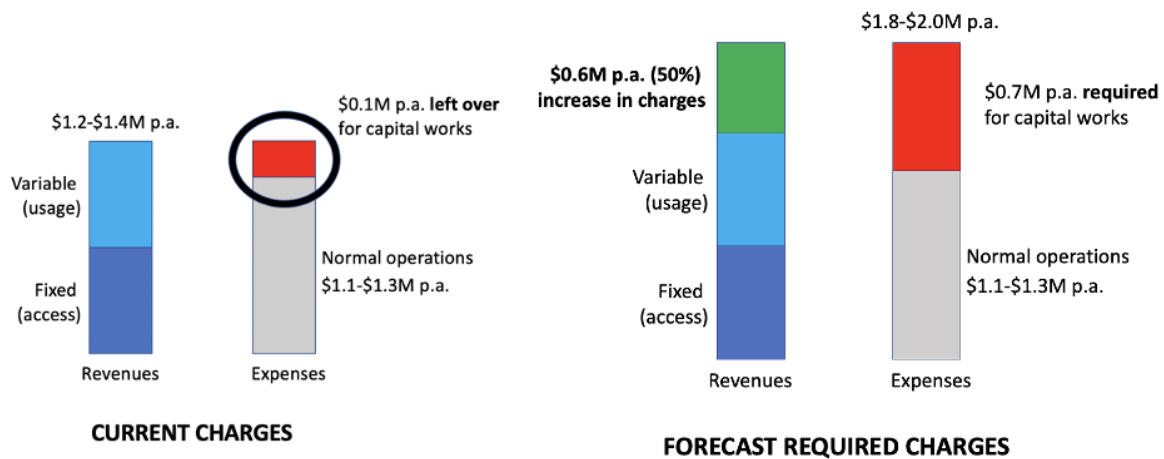 $1.2-$1.4M p.a.
Variable
(usage)
Fixed
(access)
Revenues
$0.1M p.a. left over
for capital works
Normal operations
$1.1-$1.3M p.a.
Expenses
CURRENT CHARGES
$0.6M p.a. (50%)
increase in charges
Variable
(usage)
Fixed
(access)
Revenues
$1.8-$2.0M p.a.
$0.7M p.a. required
for capital works
Normal operations
$1.1-$1.3M p.a.
Expenses
FORECAST REQUIRED CHARGES